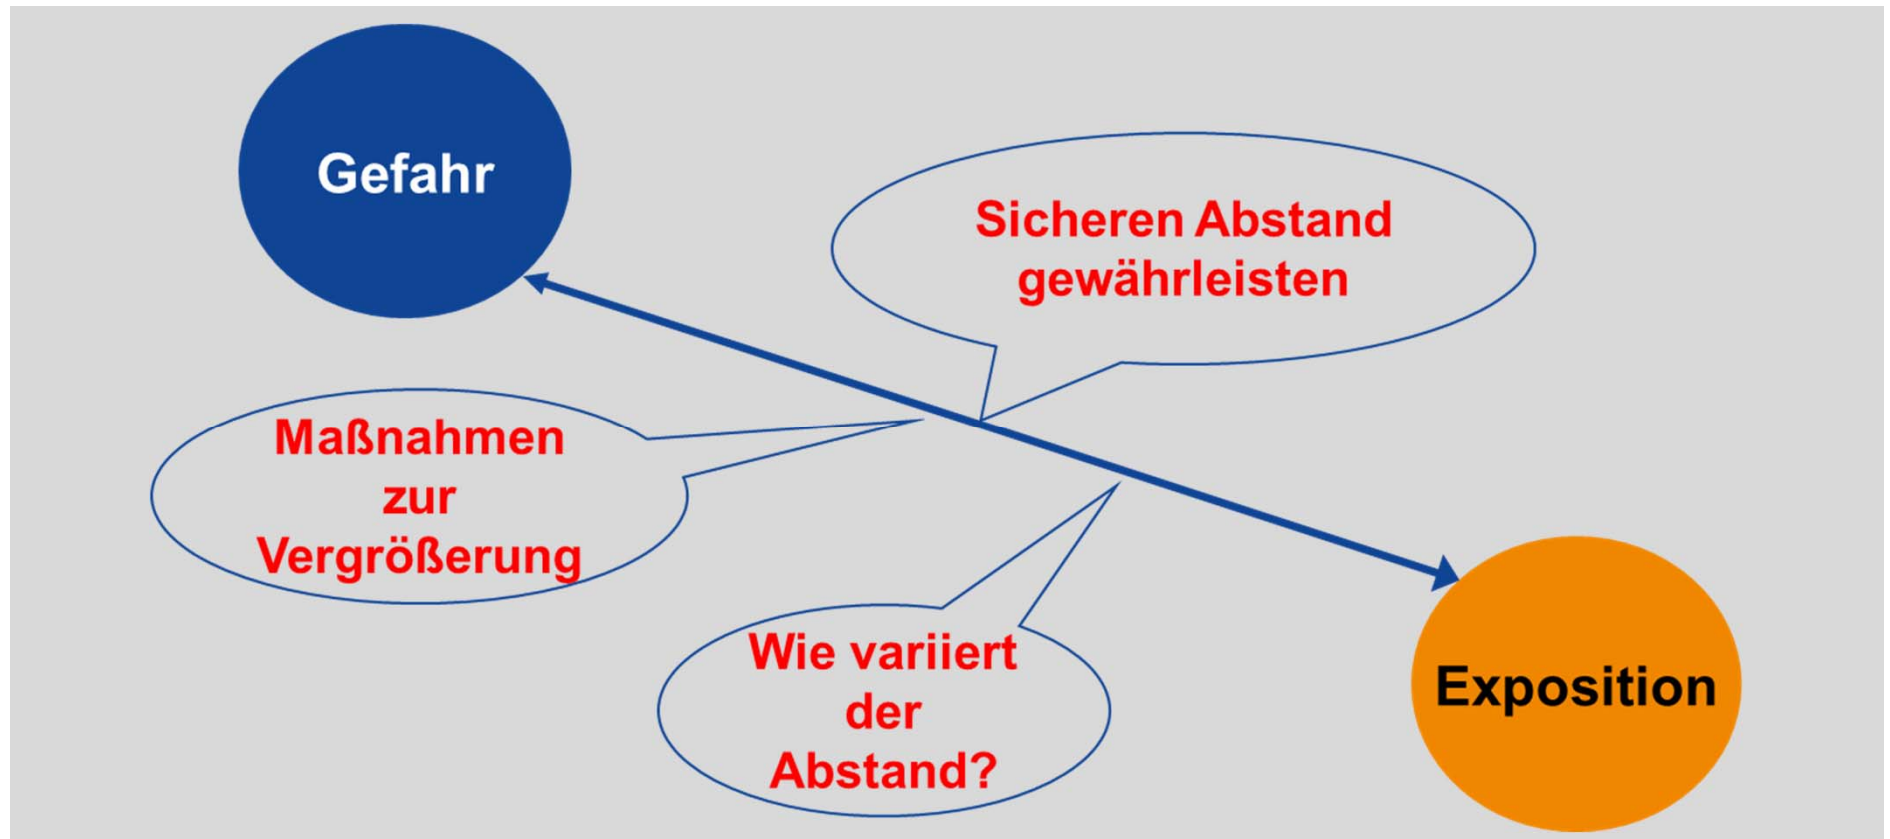 Gefahr
Sicheren Abstand
gewährleisten
Maßnahmen
zur
Vergrößerung
Wie variiert
der
Abstand?
Exposition